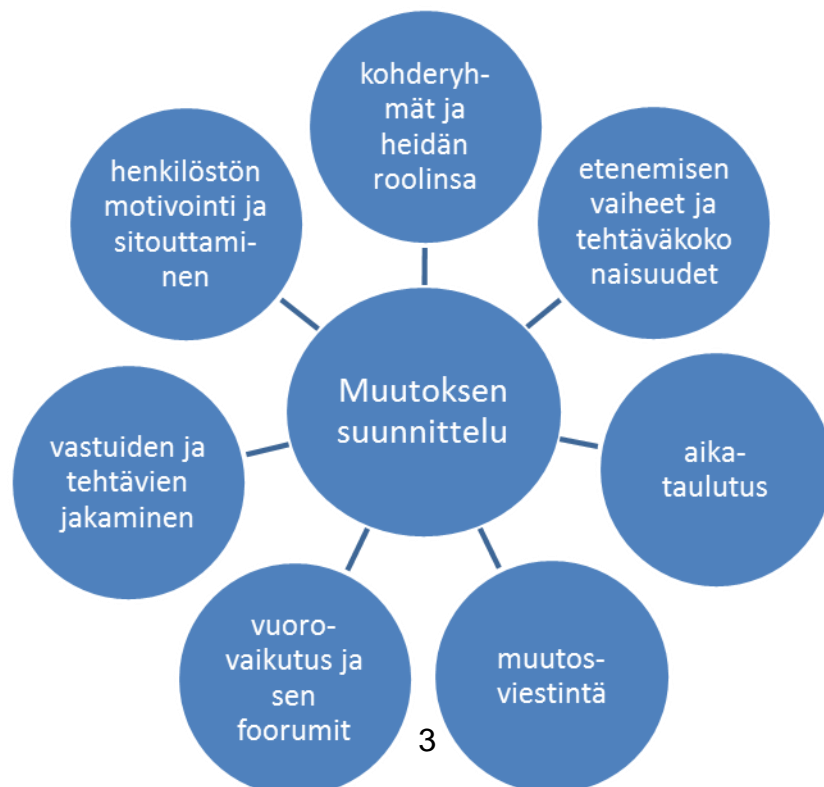 kohderyh-
mät ja
heidän
roolinsa
etenemisen
vaiheet ja
tehtäväkoko
naisuudet
aika-
taulutus
muutos-
viestintä
vuoro-
vaikutus ja
sen
foorumit
vastuiden ja
tehtävien
jakaminen
henkilöstön
motivointi ja
sitouttami-
nen
Muutoksen
suunnittelu
3